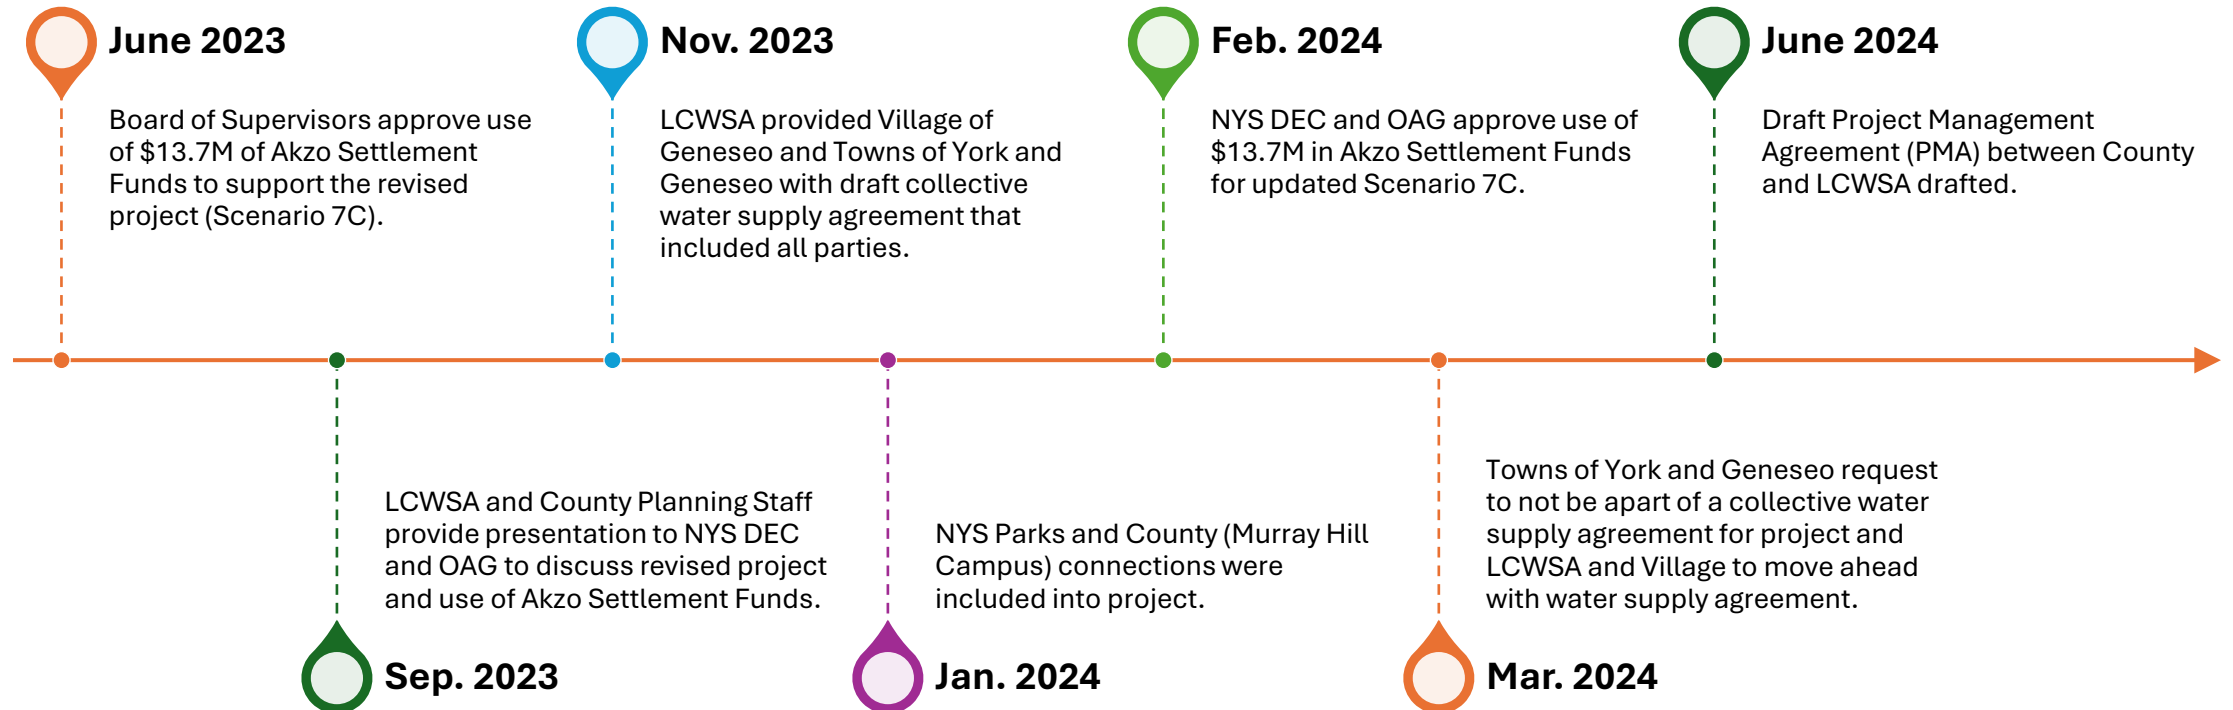 June 2023
Board of Supervisors approve use
of $13.7M of Akzo Settlement
Funds to support the revised
project (Scenario 7C).
Nov. 2023
LCWSA provided Village of
Geneseo and Towns of York and
Geneseo with draft collective
water supply agreement that
included all parties.
Feb. 2024
NYS DEC and OAG approve use of
$13.7M in Akzo Settlement Funds
for updated Scenario 7C.
June 2024
Draft Project Management
Agreement (PMA) between County
and LCWSA drafted.
LCWSA and County Planning Staff
provide presentation to NYS DEC
and OAG to discuss revised project
and use of Akzo Settlement Funds.
Sep. 2023
NYS Parks and County (Murray Hill
Campus) connections were
included into project.
Jan. 2024
Towns of York and Geneseo request
to not be apart of a collective water
supply agreement for project and
LCWSA and Village to move ahead
with water supply agreement.
Mar. 2024